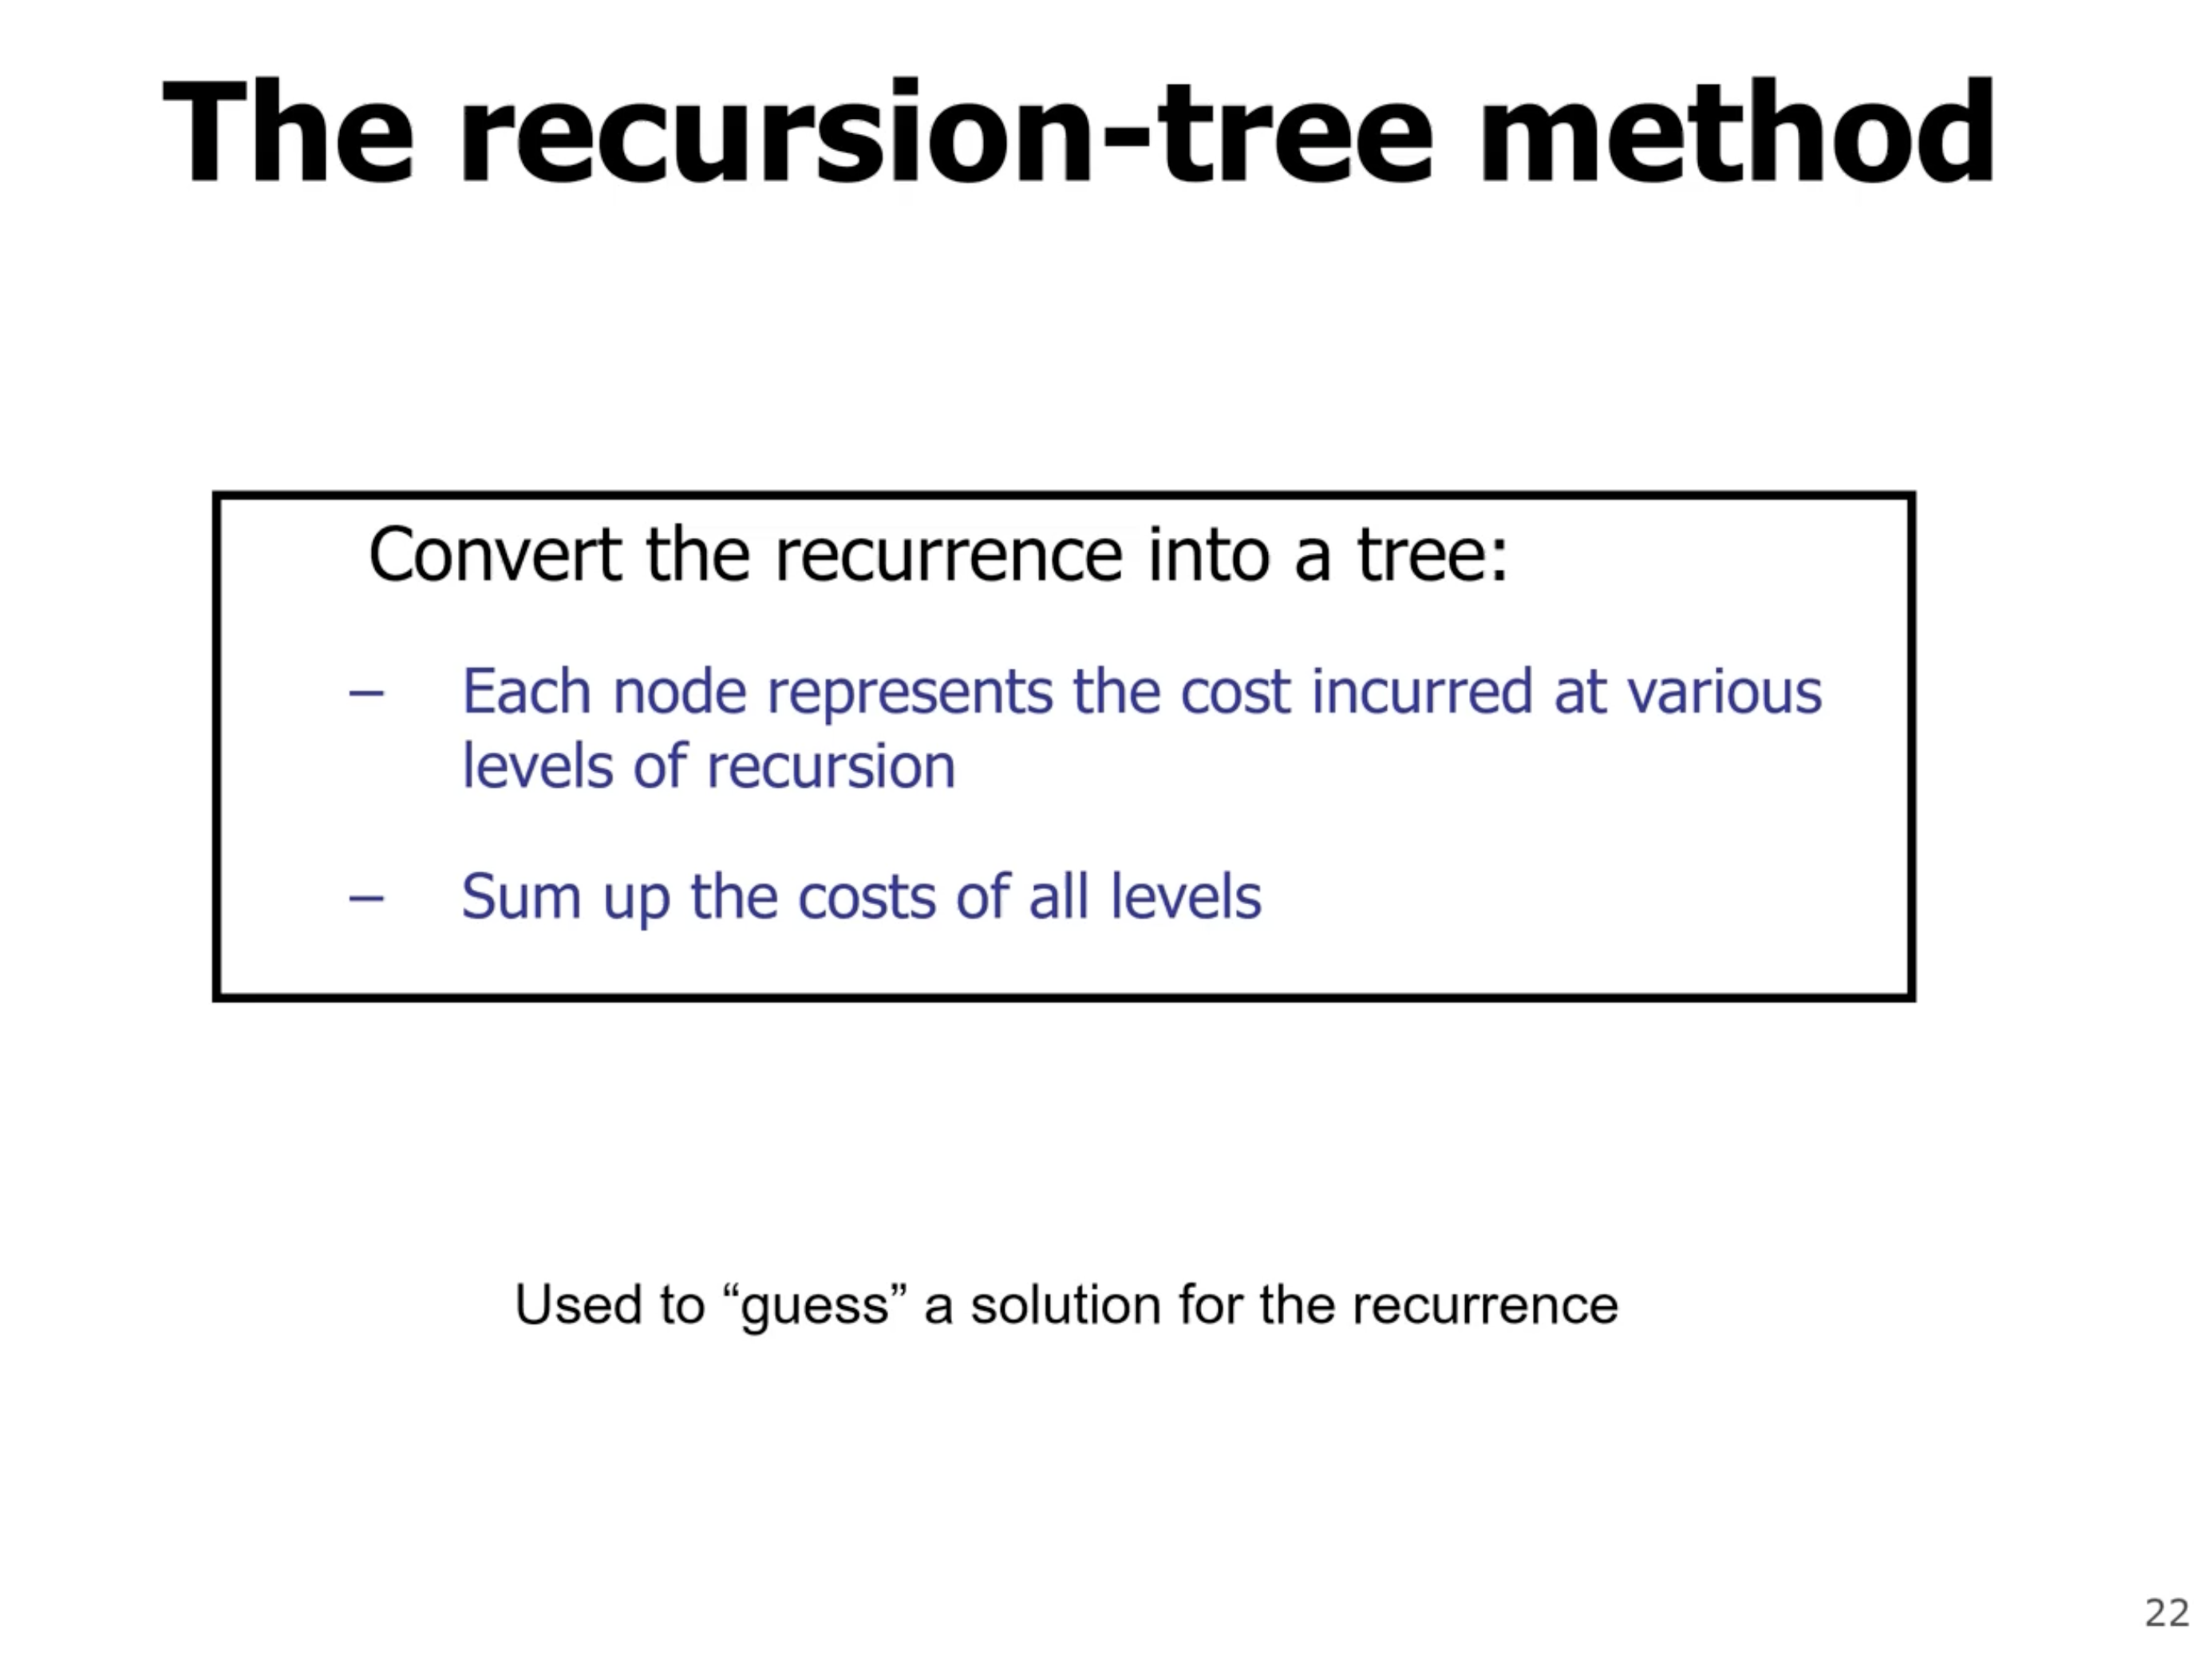 The recursion-tree method
Convert the recurrence into a tree:
– Each node represents the cost incurred at various
levels of recursion
– Sum up the costs of all levels
Used to “guess” a solution for the recurrence
22